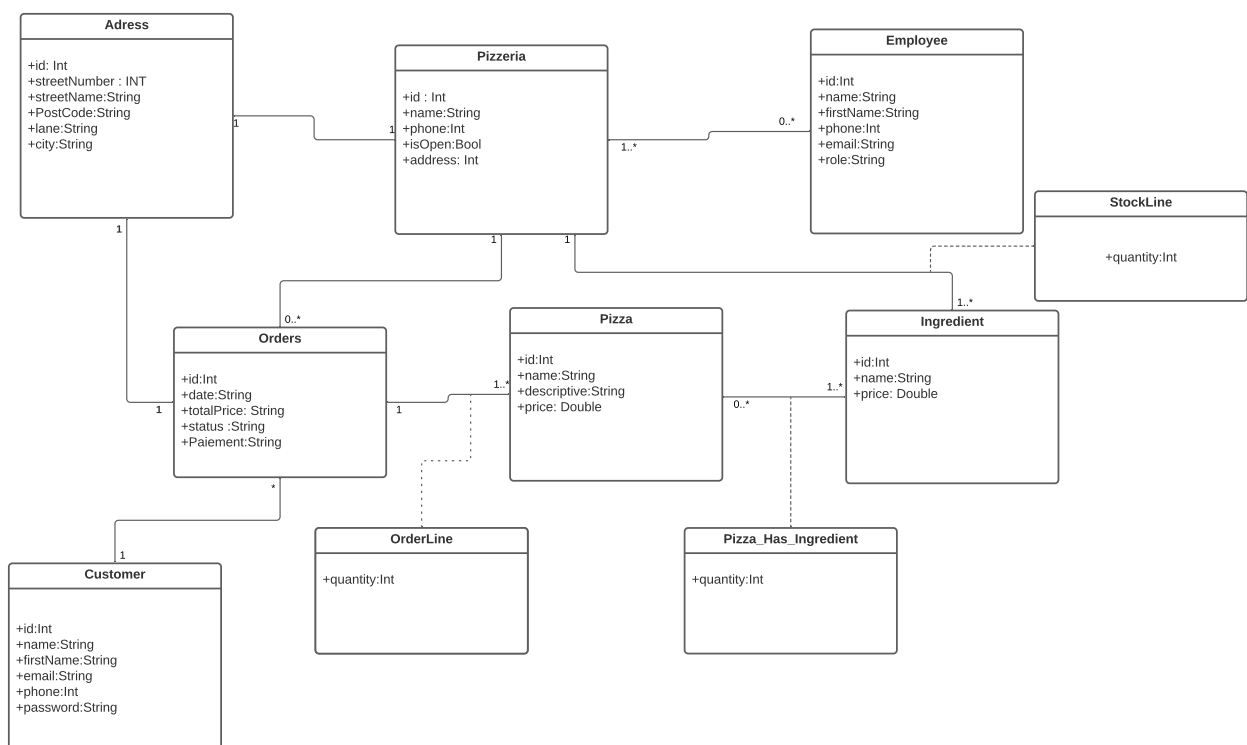 Adress
+id: Int
+streetNumber : INT
+streetName:String
+PostCode:String
+lane:String
+city:String
1
1
Pizzeria
+id : Int
+name:String
+phone:Int
+isOpen:Bool
+address: Int
1..*
0..*
Employee
+id:Int
+name:String
+firstName:String
+phone:Int
+email:String
+role:String
StockLine
+quantity:Int
1
1
1
0..*
1..*
Orders
+id:Int
+date:String
+totalPrice: String
+status :String
+Paiement:String
1
1
1..*
Pizza
+id:Int
+name:String
+descriptive:String
+price: Double
0..*
1..*
Ingredient
+id:Int
+name:String
+price: Double
*
1
Customer
+id:Int
+name:String
+firstName:String
+email:String
+phone:Int
+password:String
OrderLine
+quantity:Int
Pizza_Has_Ingredient
+quantity:Int